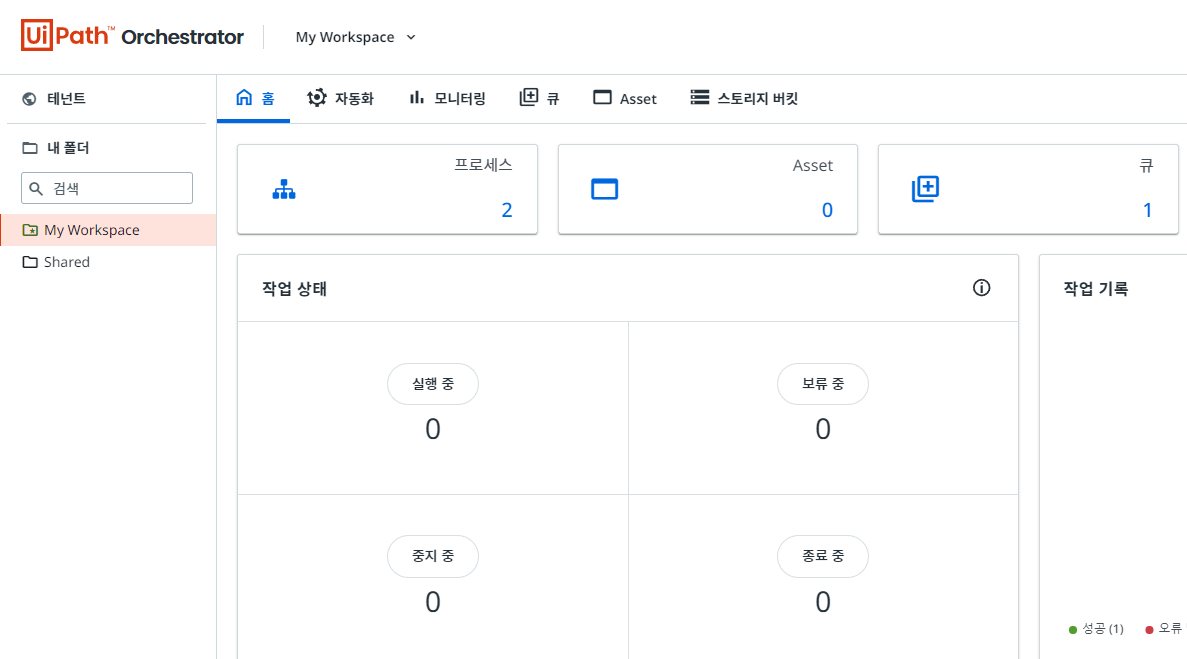 UiPath™ Orchestrator
My Workspace
테넌트
내 폴더
검색
My Workspace
Shared
홈
자동화
모니터링
큐
Asset
스토리지 버킷
프로세스
2
Asset
0
큐
1
작업 상태
실행 중
0
보류 중
0
중지 중
0
종료 중
0
작업 기록
성공 (1)
오류